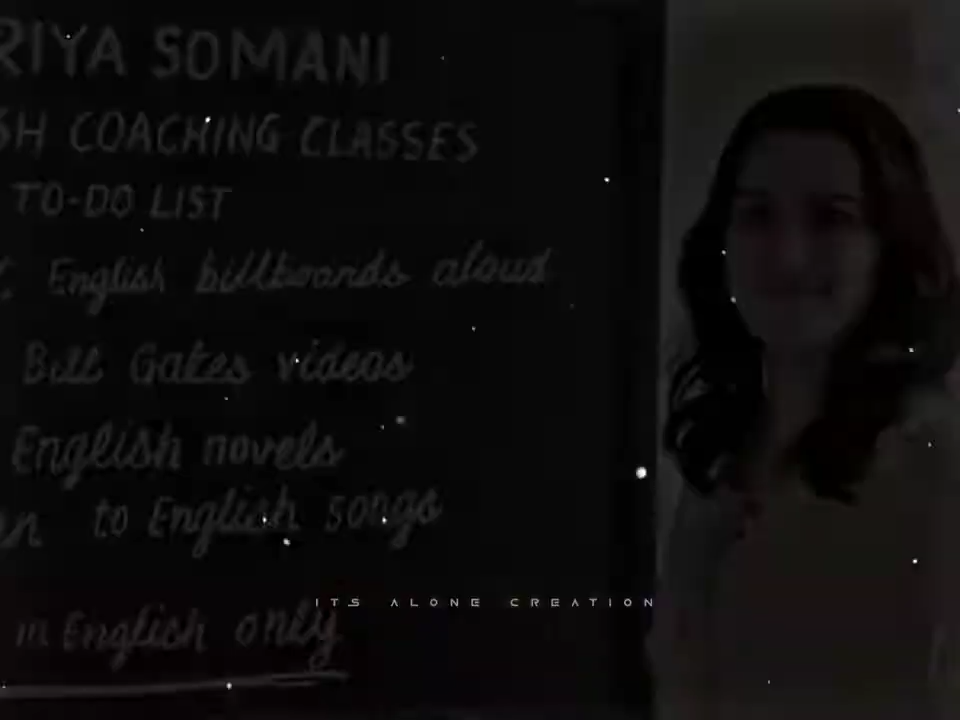 RIYA SOMANI
SH COACHING CLASSES
TO-DO LIST
English billboards aloud
Bill Gates videos
English novels
to English songs
in English only
ITS ALONE CREATION